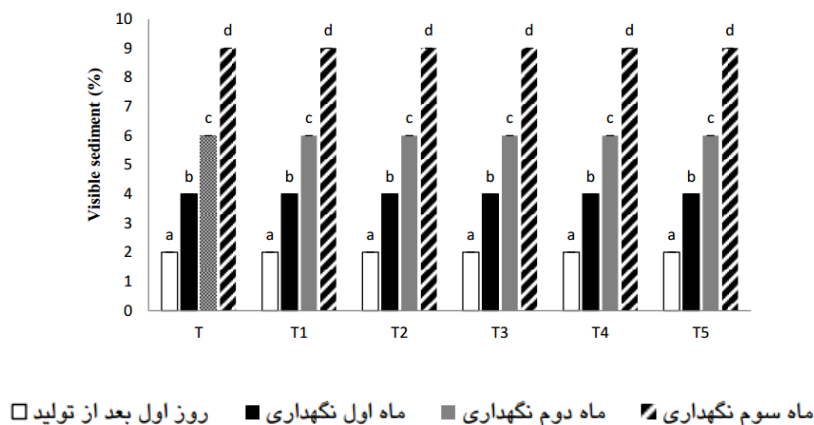 Visible sediment (%)
10
d d d d d d
9
8
7
c c c c c c
6
5
b b b b b b
4
3
a a a a a a
2
1
0
T T1 T2 T3 T4 T5
روز اول بعد از تولید ماه اول نگهداری ماه دوم نگهداری ماه سوم نگهداری